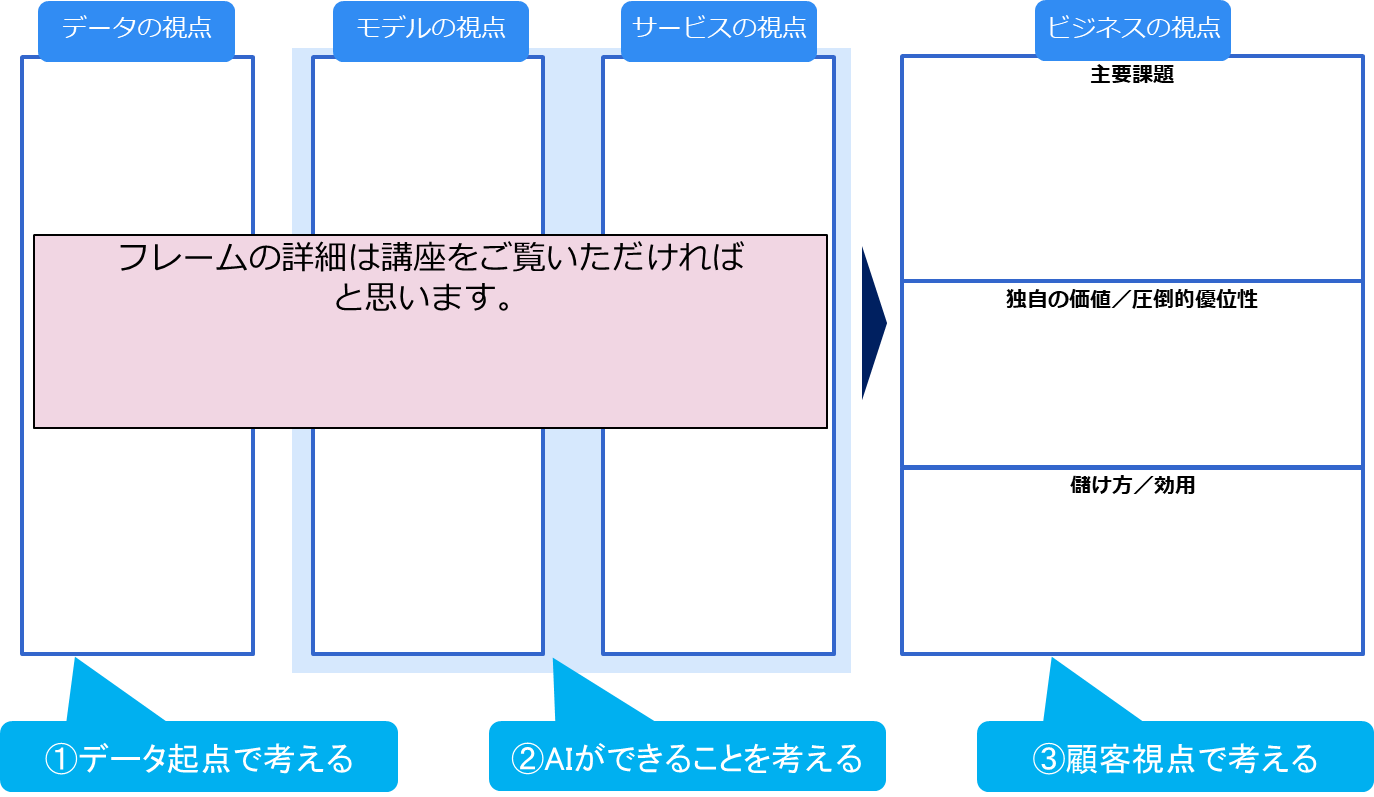 データの視点
モデルの視点
サービスの視点
ビジネスの視点
主要課題
フレームの詳細は講座をご覧いただければ
と思います。
独自の価値／圧倒的優位性
儲け方／効用
①データ起点で考える
②AIができることを考える
③顧客視点で考える